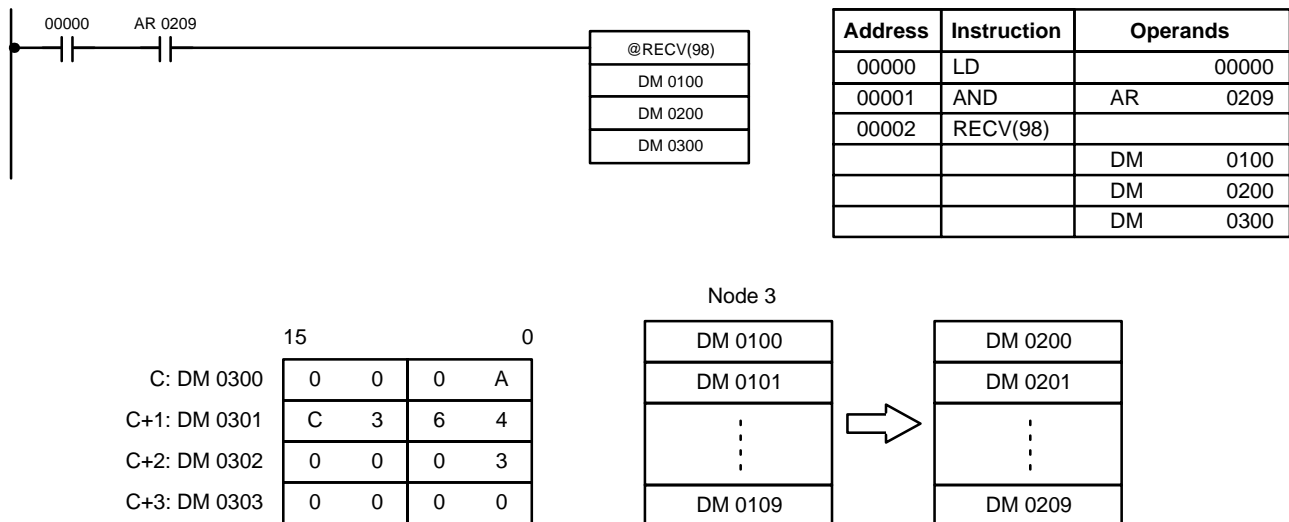 00000 AR 0209
@RECV(98)
DM 0100
DM 0200
DM 0300
Address Instruction Operands
00000 LD 00000
00001 AND AR 0209
00002 RECV(98)
DM 0100
DM 0200
DM 0300
15 0
C: DM 0300 0 0 0 A
C+1: DM 0301 C 3 6 4
C+2: DM 0302 0 0 0 3
C+3: DM 0303 0 0 0 0
Node 3
DM 0100 DM 0200
DM 0101 DM 0201
DM 0109 DM 0209